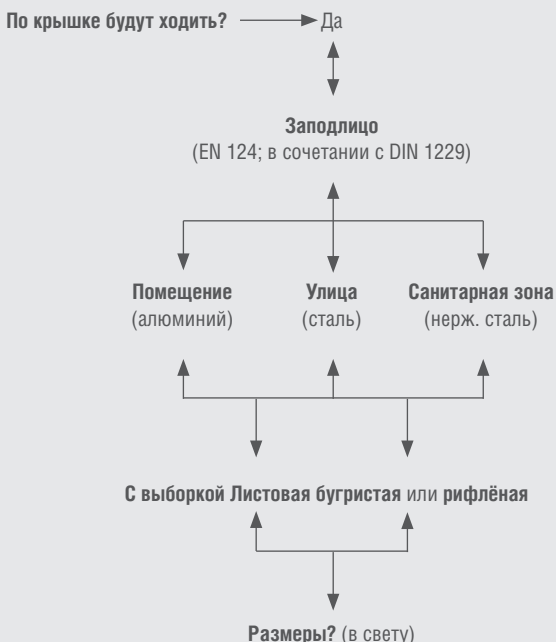 По крышке будут ходить? Да
Заподлицо
(EN 124; в сочетании с DIN 1229)
Помещение Улица Санитарная зона
(алюминий) (сталь) (нерж. сталь)
С выборкой Листовая бугристая или рифлёная
Размеры? (в свету)